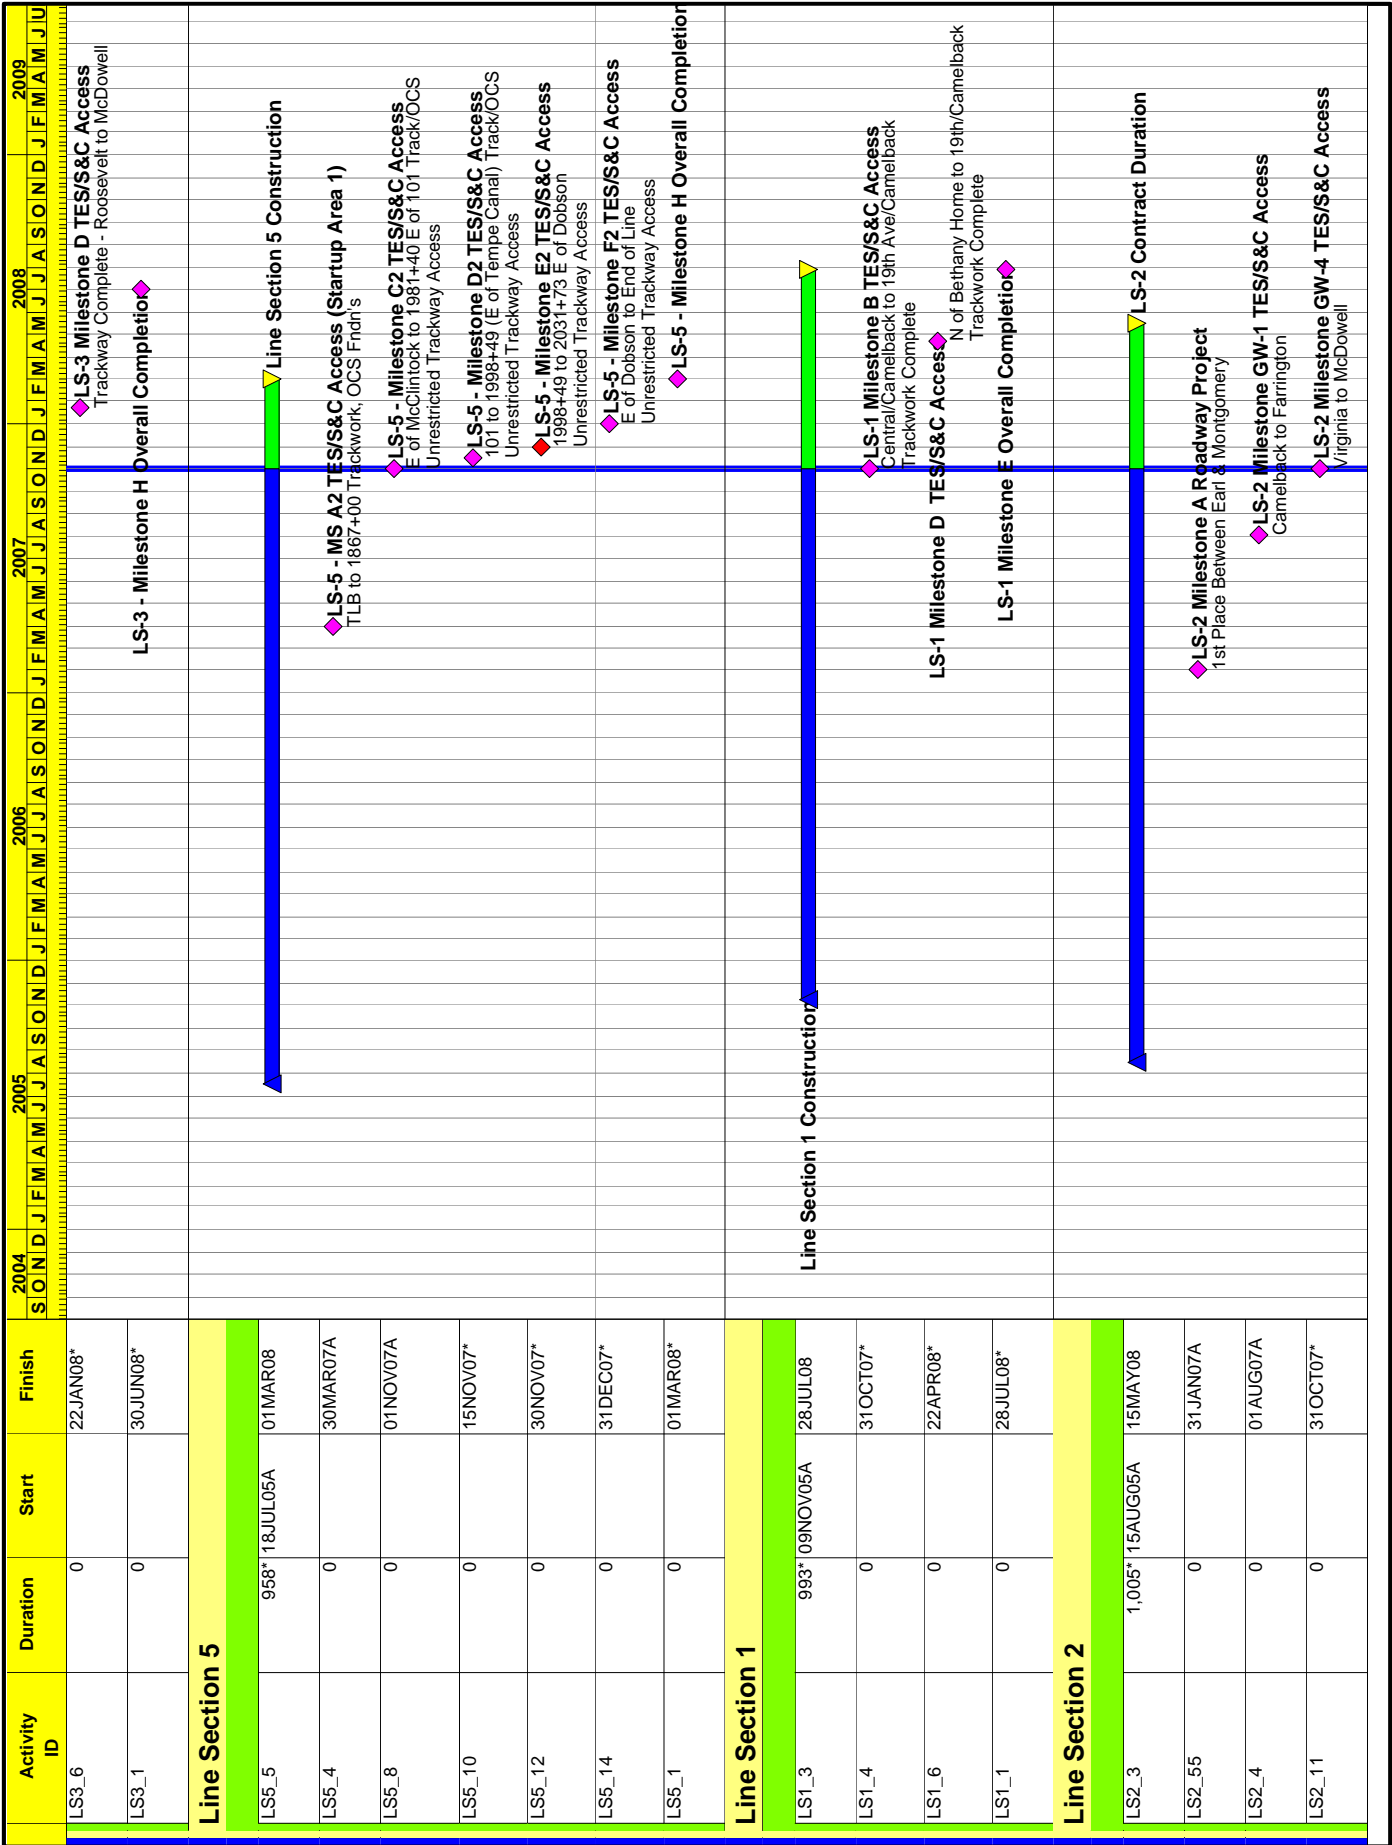 Activity ID Duration Start Finish
2004 2005 2006 2007 2008 2009
S O N D J F M A M J J A S O N D J F M A M J J A S O N D J F M A M J J A S O N D J F M A M J J A S O N D J F M A M J U
LS3_6 0 22JAN08*
LS-3 Milestone D TES/S&C Access
Trackway Complete - Roosevelt to McDowell
LS3_1 0 30JUN08*
LS-3 - Milestone H Overall Completion
Line Section 5
LS5_5 958* 18JUL05A 01MAR08
Line Section 5 Construction
LS5_4 0 30MAR07A
LS-5 - MS A2 TES/S&C Access (Startup Area 1)
TLB to 1867+00 Trackwork, OCS Fndn's
LS5_8 0 01NOV07A
LS-5 - Milestone C2 TES/S&C Access
E of McClintock to 1981+40 E of 101 Track/OCS
Unrestricted Trackway Access
LS5_10 0 15NOV07*
LS-5 - Milestone D2 TES/S&C Access
101 to 1998+49 (E of Tempe Canal) Track/OCS
Unrestricted Trackway Access
LS5_12 0 30NOV07*
LS-5 - Milestone E2 TES/S&C Access
1998+49 to 2031+73 E of Dobson
Unrestricted Trackway Access
LS5_14 0 31DEC07*
LS-5 - Milestone F2 TES/S&C Access
E of Dobson to End of Line
Unrestricted Trackway Access
LS5_1 0 01MAR08*
LS-5 - Milestone H Overall Completion
Line Section 1
LS1_3 993* 09NOV05A 28JUL08
Line Section 1 Construction
LS1_4 0 31OCT07*
LS-1 Milestone B TES/S&C Access
Central/Camelback to 19th Ave/Camelback
Trackwork Complete
LS1_6 0 22APR08*
LS-1 Milestone D TES/S&C Access
N of Bethany Home to 19th/Camelback
Trackwork Complete
LS1_1 0 28JUL08*
LS-1 Milestone E Overall Completion
Line Section 2
LS2_3 1,005* 15AUG05A 15MAY08
LS-2 Contract Duration
LS2_55 0 31JAN07A
LS-2 Milestone A Roadway Project
1st Place Between Earl & Montgomery
LS2_4 0 01AUG07A
LS-2 Milestone GW-1 TES/S&C Access
Camelback to Farrington
LS2_11 0 31OCT07*
LS-2 Milestone GW-4 TES/S&C Access
Virginia to McDowell